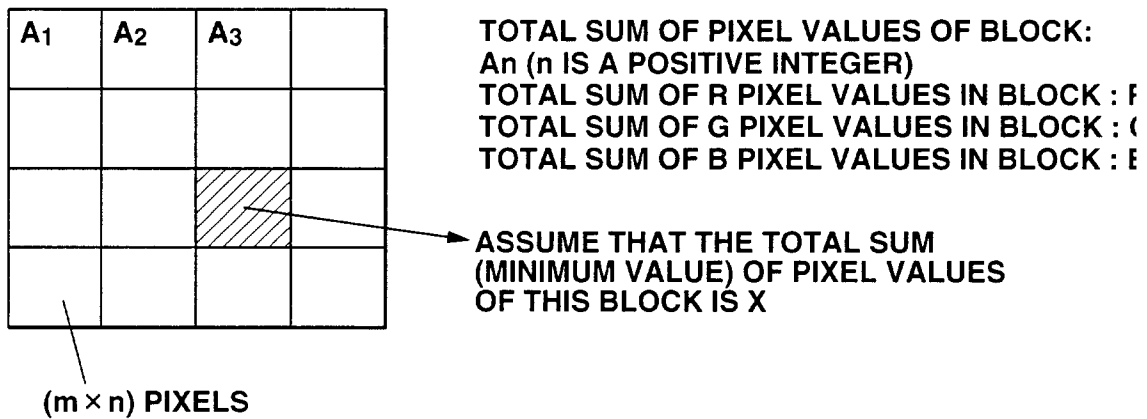 A1 A2 A3
TOTAL SUM OF PIXEL VALUES OF BLOCK:
An (n IS A POSITIVE INTEGER)
TOTAL SUM OF R PIXEL VALUES IN BLOCK :
TOTAL SUM OF G PIXEL VALUES IN BLOCK :
TOTAL SUM OF B PIXEL VALUES IN BLOCK :
ASSUME THAT THE TOTAL SUM
(MINIMUM VALUE) OF PIXEL VALUES
OF THIS BLOCK IS X
(m × n) PIXELS